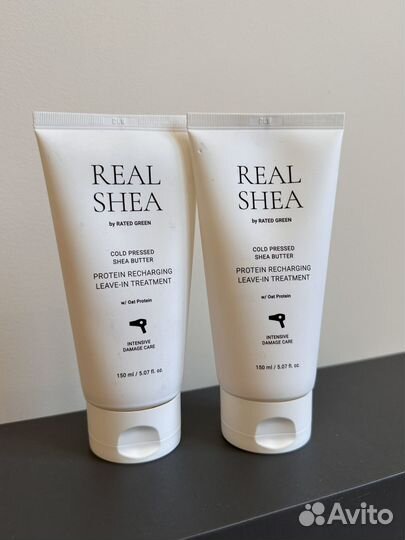 REAL
SHEA
by RATED GREEN
COLD PRESSED
SHEA BUTTER
PROTEIN RECHARGING
LEAVE-IN TREATMENT
w/ Oat Protein
INTENSIVE
DAMAGE CARE
150 ml / 5.07 fl. oz.
REAL
SHEA
by RATED GREEN
COLD PRESSED
SHEA BUTTER
PROTEIN RECHARGING
LEAVE-IN TREATMENT
w/ Oat Protein
INTENSIVE
DAMAGE CARE
150 ml / 5.07 fl. oz.
Avito